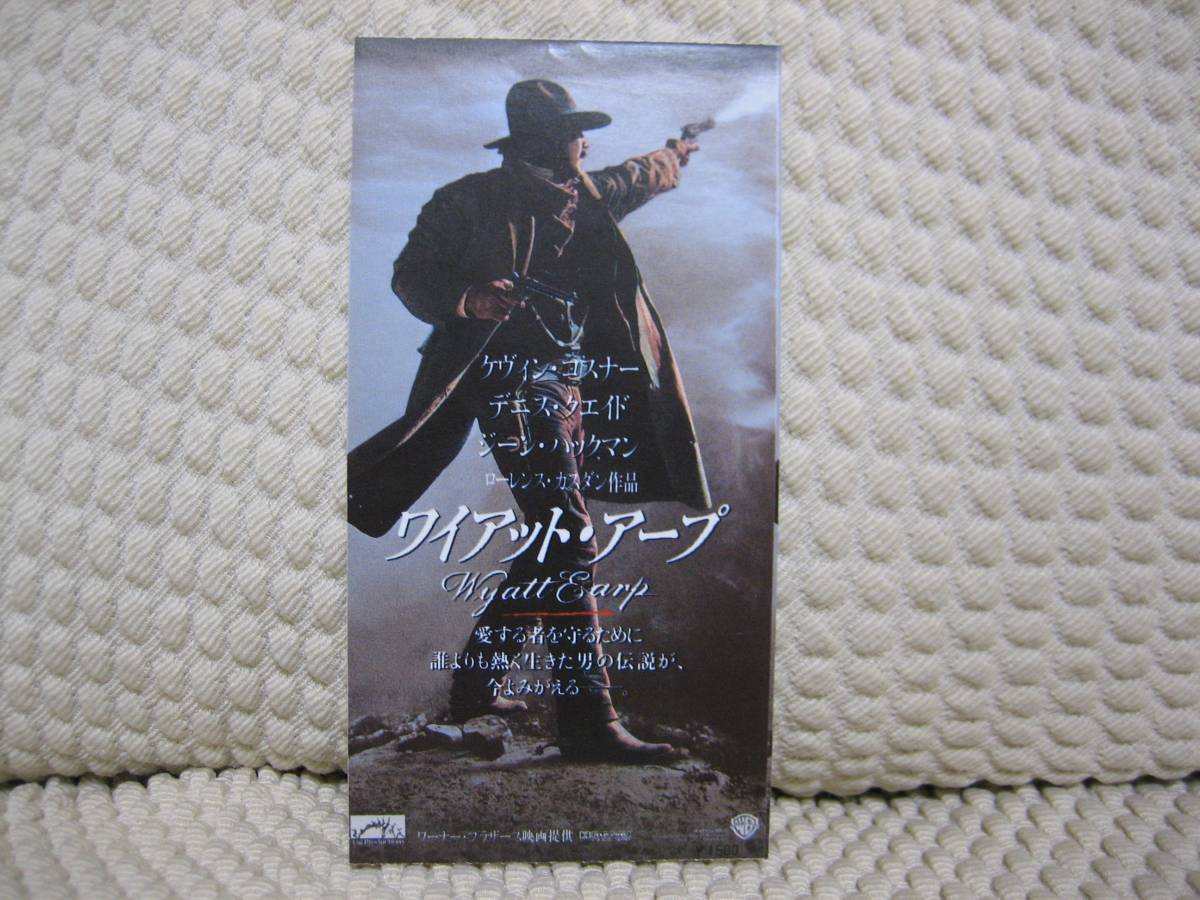 ケヴィン・コスナー
デニス・クエイド
ジーン・ハックマン
ローレンス・カスダン作品
ワイアット・アープ
Wyatt Earp
愛する者を守るために
誰よりも熱く生きた男の伝説が、
今よみがえる——。
ワーナー・ブラザース映画提供
¥1500